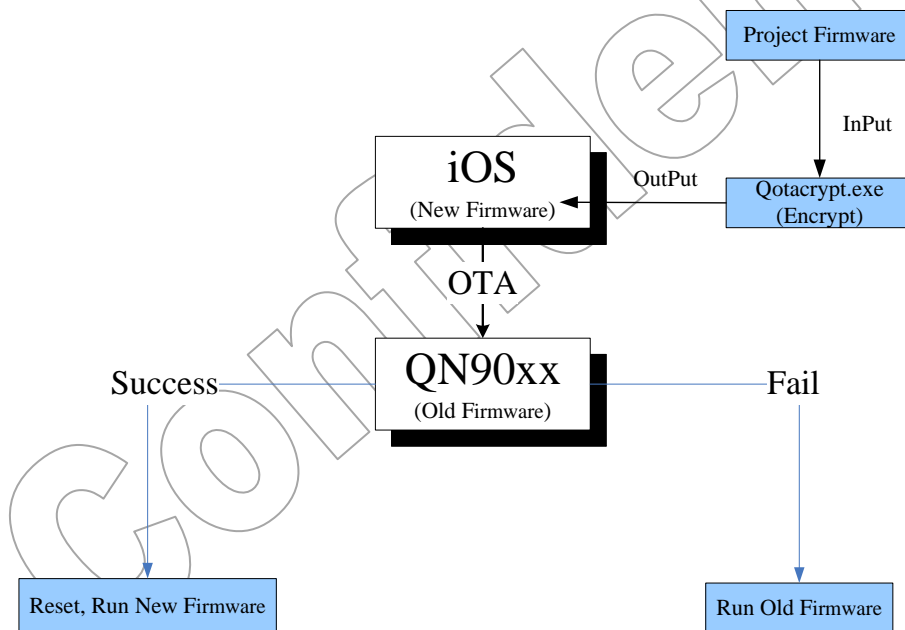 Project Firmware
InPut
iOS
(New Firmware)
OutPut
Qotacrypt.exe
(Encrypt)
OTA
QN90xx
(Old Firmware)
Success
Fail
Reset, Run New Firmware
Run Old Firmware